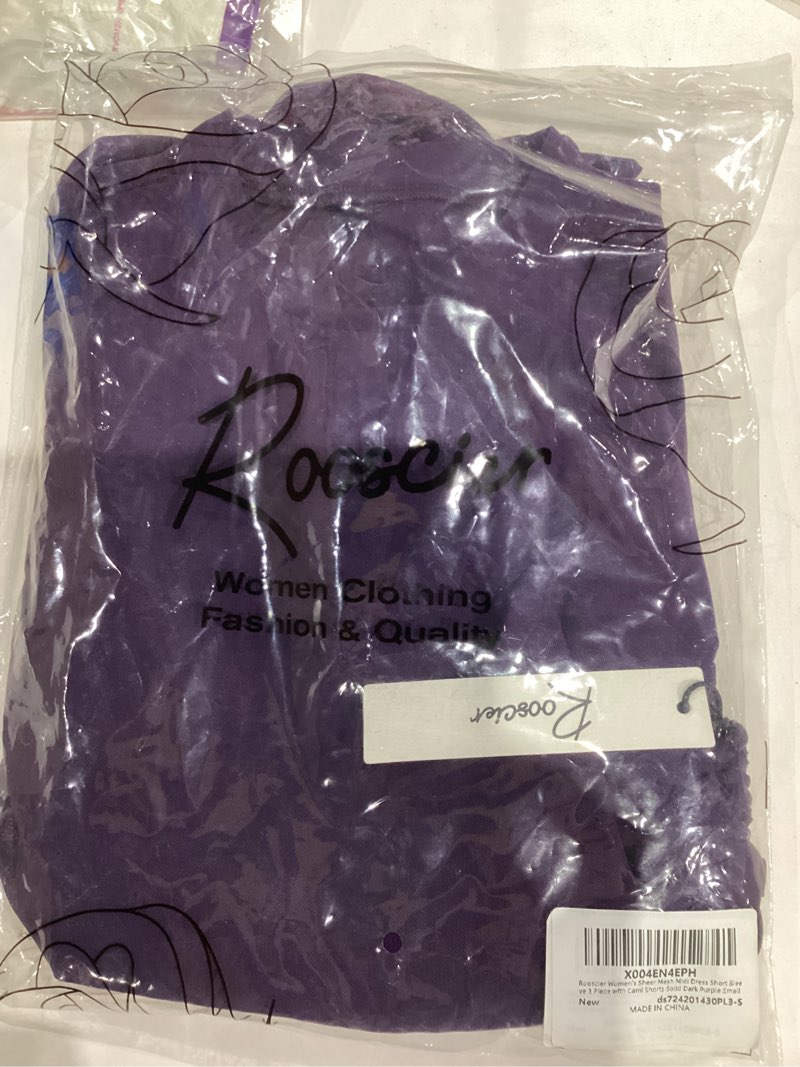 Rooscier
Women Clothing
Fashion & Quality
Rooscier
X004EN4EPH
Rooscier Women's Sheer Mesh Midi Dress Short Slee
ve 3 Piece with Cami Shorts Solid Dark Purple Small
New
ds724201430PL3-S
MADE IN CHINA